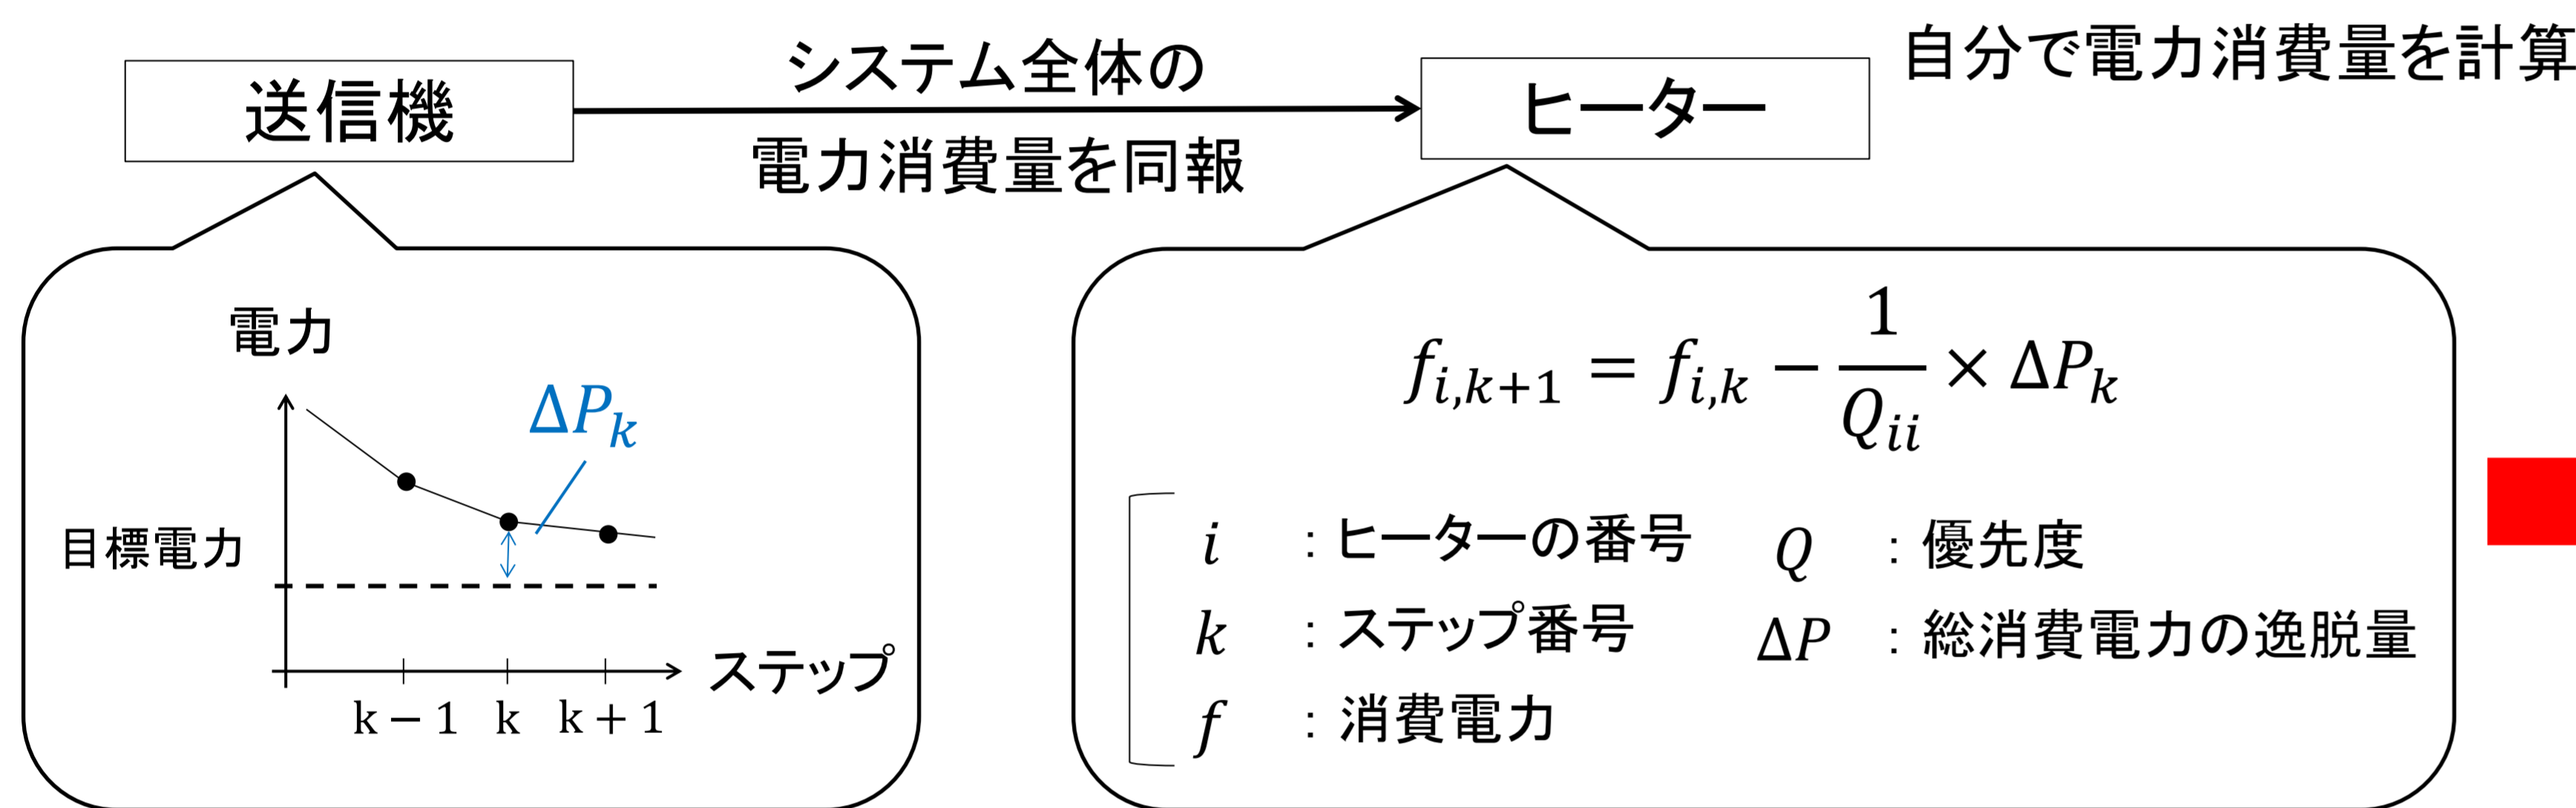 送信機
システム全体の
電力消費量を同報
ヒーター
自分で電力消費量を計算
電力
ΔP_k
目標電力
ステップ
k − 1 k k + 1
f_{i,k+1} = f_{i,k} − \frac{1}{Q_{ii}} × ΔP_k
i : ヒーターの番号 Q : 優先度
k : ステップ番号 ΔP : 総消費電力の逸脱量
f : 消費電力